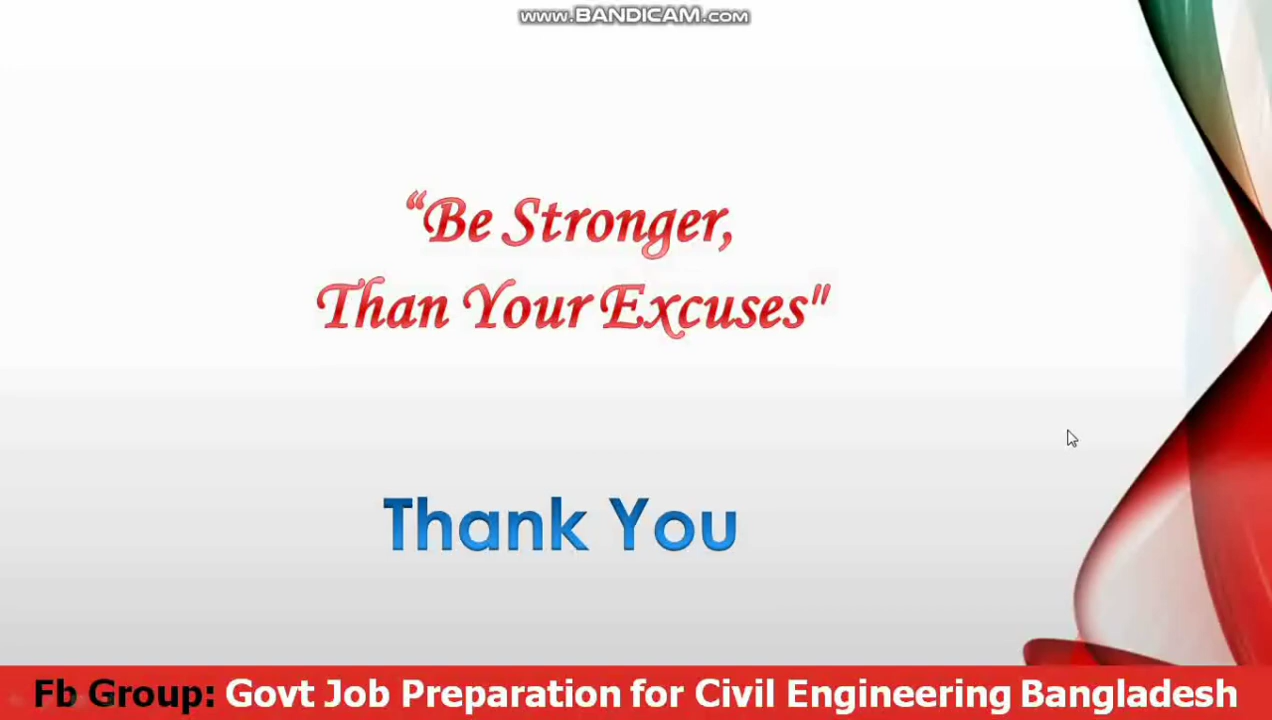 www.BANDICAM.com
“Be Stronger,
Than Your Excuses"
Thank You
Fb Group: Govt Job Preparation for Civil Engineering Bangladesh